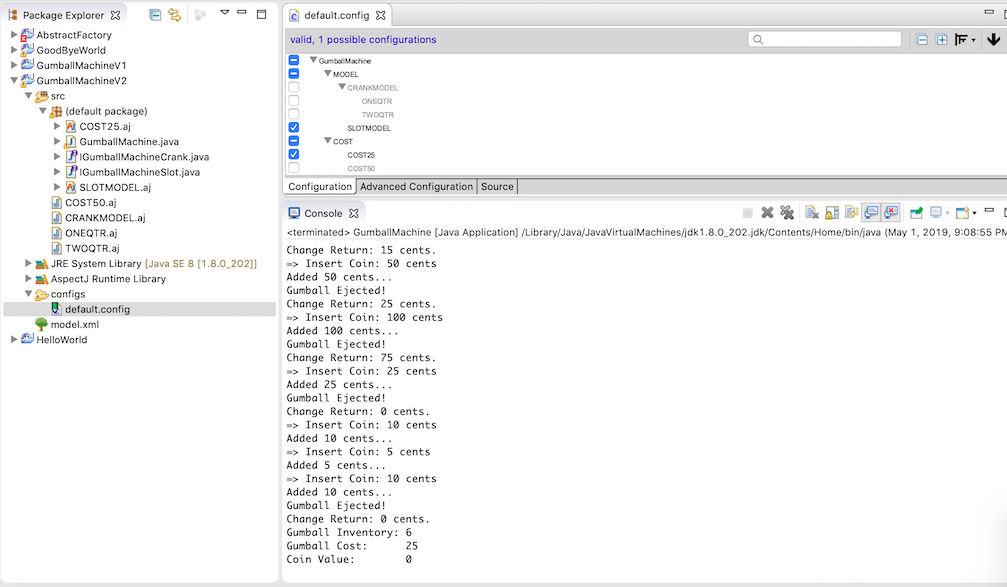 Package Explorer
AbstractFactory
GoodByeWorld
GumballMachineV1
GumballMachineV2
src
(default package)
COST25.aj
GumballMachine.java
IGumballMachineCrank.java
IGumballMachineSlot.java
SLOTMODEL.aj
COST50.aj
CRANKMODEL.aj
ONEQTR.aj
TWOQTR.aj
JRE System Library [Java SE 8 [1.8.0_202]]
AspectJ Runtime Library
configs
default.config
model.xml
HelloWorld
default.config
valid, 1 possible configurations
GumballMachine
MODEL
CRANKMODEL
ONEQTR
TWOQTR
SLOTMODEL
COST
COST25
COST50
Configuration Advanced Configuration Source
Console
<terminated> GumballMachine [Java Application] /Library/Java/JavaVirtualMachines/jdk1.8.0_202.jdk/Contents/Home/bin/java (May 1, 2019, 9:08:55 PM
Change Return: 15 cents.
=> Insert Coin: 50 cents
Added 50 cents...
Gumball Ejected!
Change Return: 25 cents.
=> Insert Coin: 100 cents
Added 100 cents...
Gumball Ejected!
Change Return: 75 cents.
=> Insert Coin: 25 cents
Added 25 cents...
Gumball Ejected!
Change Return: 0 cents.
=> Insert Coin: 10 cents
Added 10 cents...
=> Insert Coin: 5 cents
Added 5 cents...
=> Insert Coin: 10 cents
Added 10 cents...
Gumball Ejected!
Change Return: 0 cents.
Gumball Inventory: 6
Gumball Cost: 25
Coin Value: 0